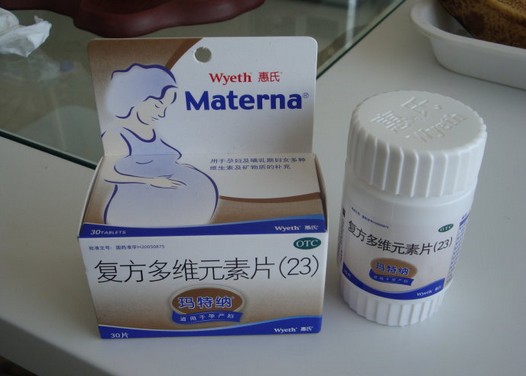 Wyeth 惠氏
Materna®
用于孕妇及哺乳期妇女多种
维生素及矿物质的补充
30TABLETS
Wyeth 惠氏
OTC
复方多维元素片(23)
玛特纳
30片
Wyeth 惠氏
Wyeth
OTC
复方多维元素片(23)
玛特纳